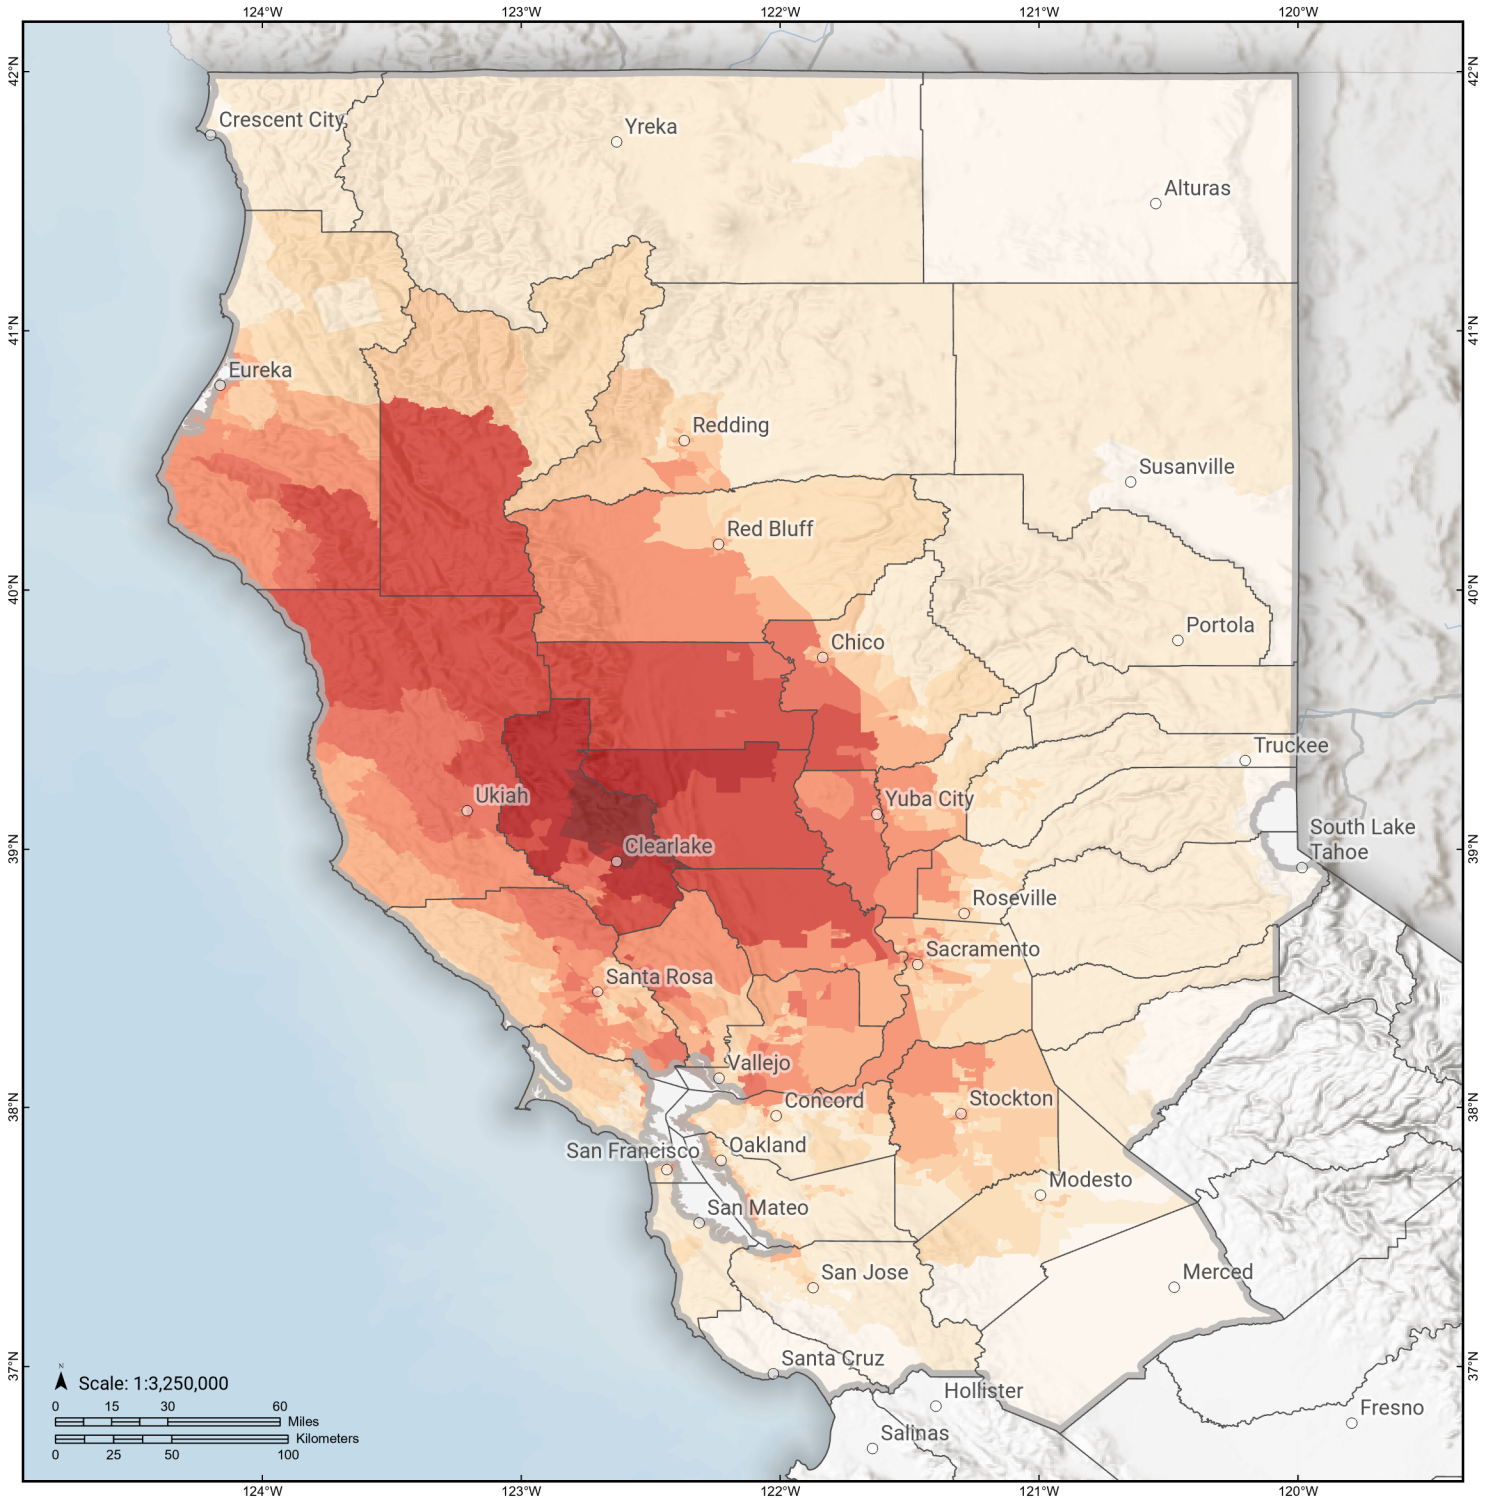 124°W 123°W 122°W 121°W 120°W
42°N 42°N
Crescent City
Yreka
Alturas
41°N 41°N
Eureka
Redding
Susanville
Red Bluff
40°N 40°N
Portola
Chico
Truckee
Ukiah
Yuba City
South Lake
Tahoe
39°N 39°N
Clearlake
Roseville
Sacramento
Santa Rosa
Vallejo
38°N 38°N
Concord
Stockton
Oakland
San Francisco
Modesto
San Mateo
San Jose
Merced
37°N 37°N
Santa Cruz
Hollister
Fresno
Salinas
N
Scale: 1:3,250,000
0 15 30 60
Miles
Kilometers
0 25 50 100
124°W 123°W 122°W 121°W 120°W